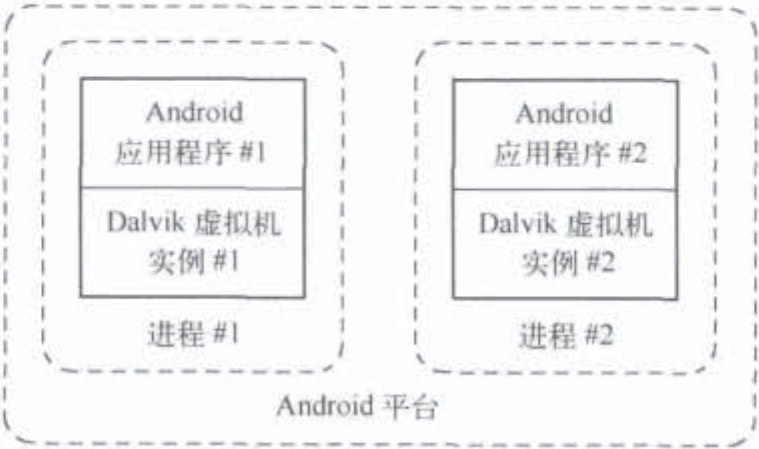 Android
应用程序 #1
Dalvik 虚拟机
实例 #1
进程 #1
Android
应用程序 #2
Dalvik 虚拟机
实例 #2
进程 #2
Android 平台